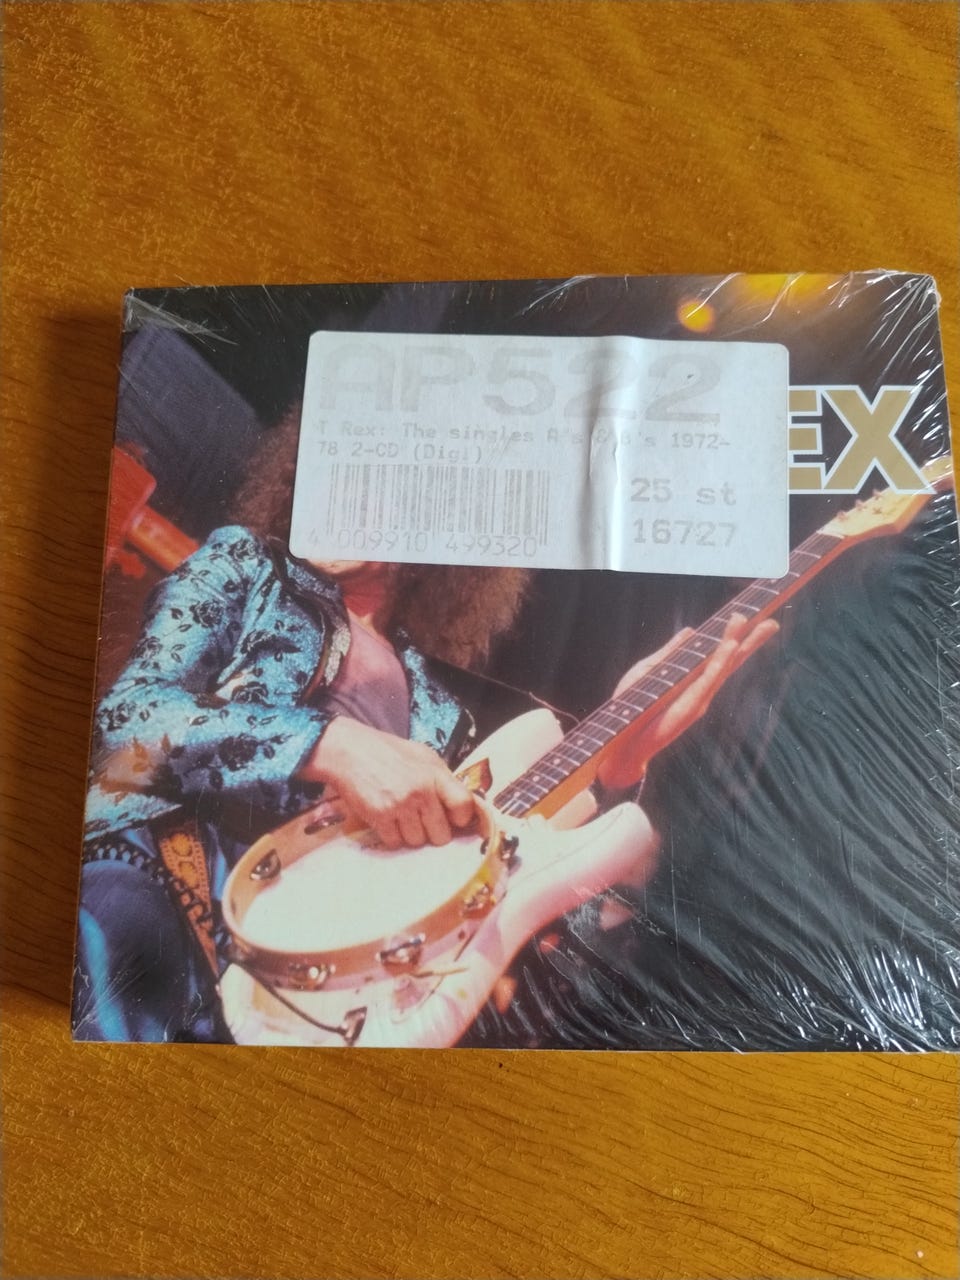 AP522
T Rex: The singles A's & B's 1972-
78 2-CD (Digi)
25 st
16727
4 009910 499320
EX